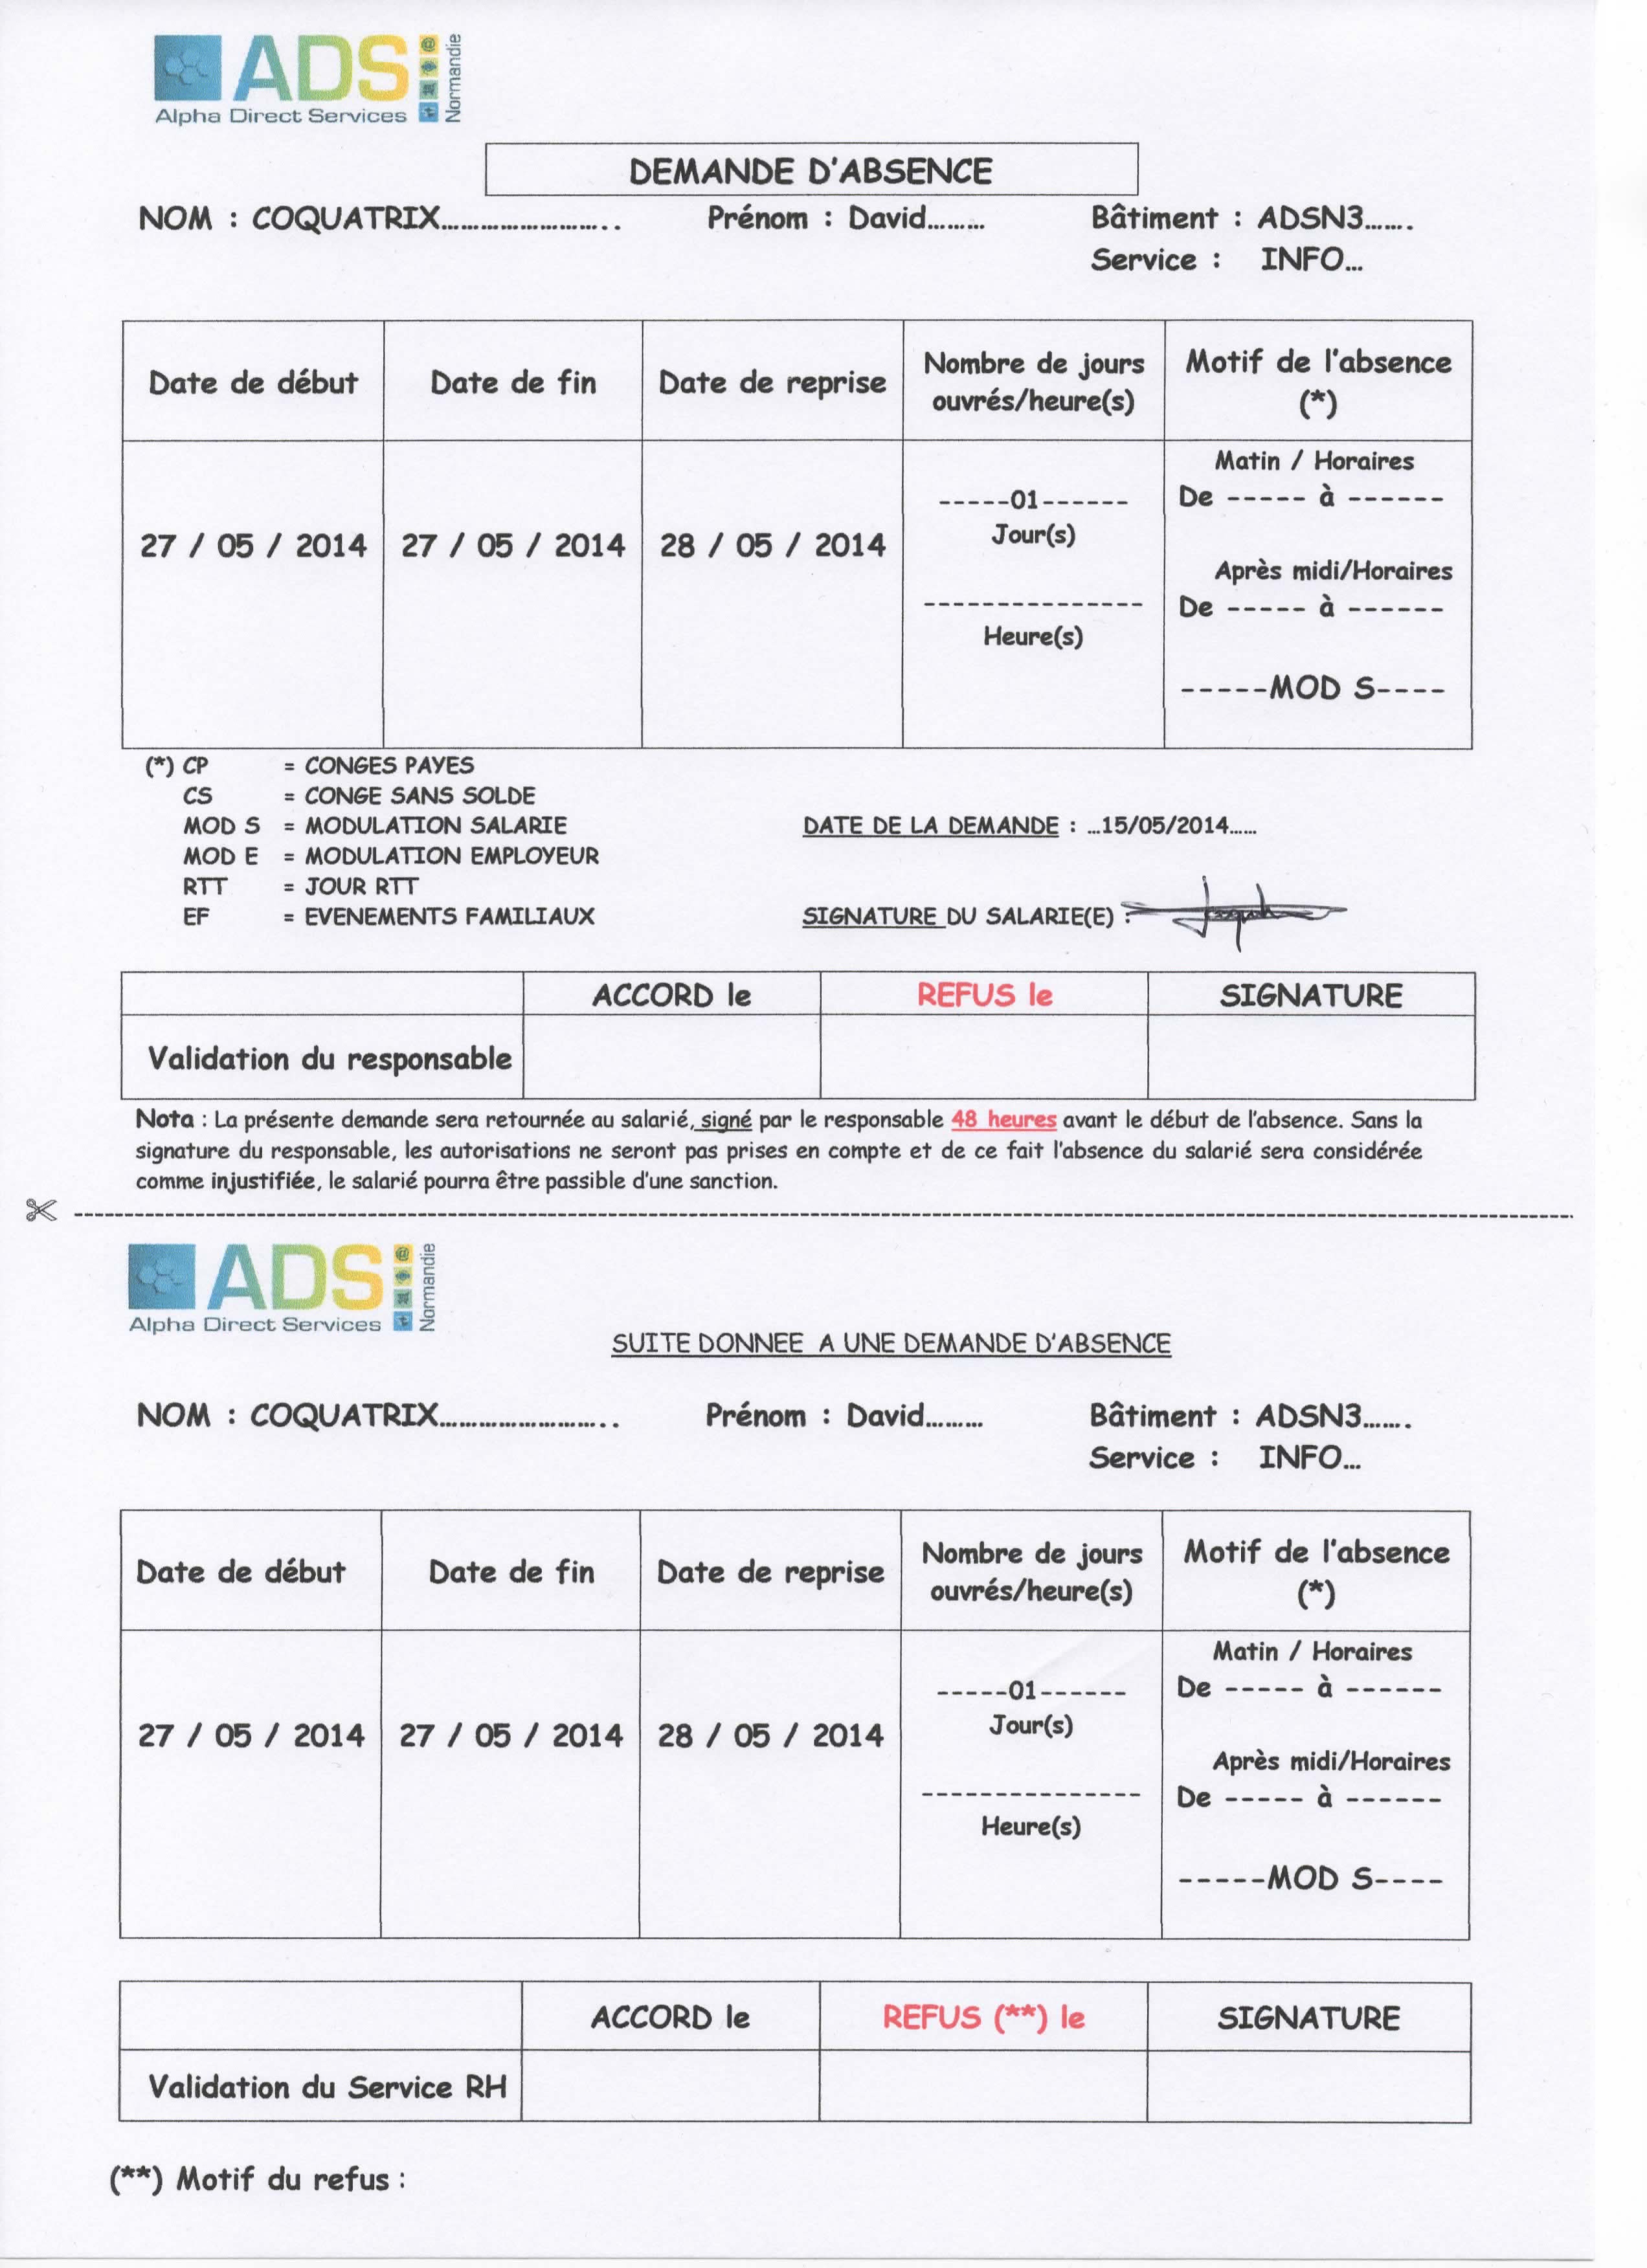 ADS
Normandie
Alpha Direct Services
DEMANDE D'ABSENCE
NOM : COQUATRIX........................ Prénom : David......... Bâtiment : ADSN3.......
Service : INFO...
Date de début Date de fin Date de reprise Nombre de jours ouvrés/heure(s) Motif de l'absence (*)
27 / 05 / 2014 27 / 05 / 2014 28 / 05 / 2014
-----01------
Jour(s)
---------------
Heure(s)
Matin / Horaires
De ----- à ------
Après midi/Horaires
De ----- à ------
-----MOD S----
(*) CP = CONGES PAYES
CS = CONGE SANS SOLDE
MOD S = MODULATION SALARIE
MOD E = MODULATION EMPLOYEUR
RTT = JOUR RTT
EF = EVENEMENTS FAMILIAUX
DATE DE LA DEMANDE : ...15/05/2014......
SIGNATURE DU SALARIE(E) :
ACCORD le REFUS le SIGNATURE
Validation du responsable
Nota : La présente demande sera retournée au salarié, signé par le responsable 48 heures avant le début de l'absence. Sans la
signature du responsable, les autorisations ne seront pas prises en compte et de ce fait l'absence du salarié sera considérée
comme injustifiée, le salarié pourra être passible d'une sanction.
ADS
Normandie
Alpha Direct Services
SUITE DONNEE A UNE DEMANDE D'ABSENCE
NOM : COQUATRIX........................ Prénom : David......... Bâtiment : ADSN3.......
Service : INFO...
Date de début Date de fin Date de reprise Nombre de jours ouvrés/heure(s) Motif de l'absence (*)
27 / 05 / 2014 27 / 05 / 2014 28 / 05 / 2014
-----01------
Jour(s)
---------------
Heure(s)
Matin / Horaires
De ----- à ------
Après midi/Horaires
De ----- à ------
-----MOD S----
ACCORD le REFUS (**) le SIGNATURE
Validation du Service RH
(**) Motif du refus :